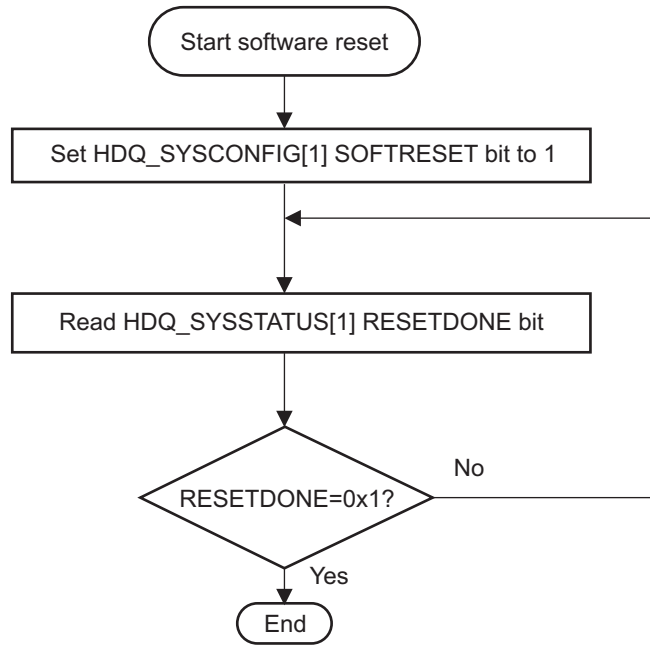 Start software reset
Set HDQ_SYSCONFIG[1] SOFTRESET bit to 1
Read HDQ_SYSSTATUS[1] RESETDONE bit
RESETDONE=0x1?
No
Yes
End